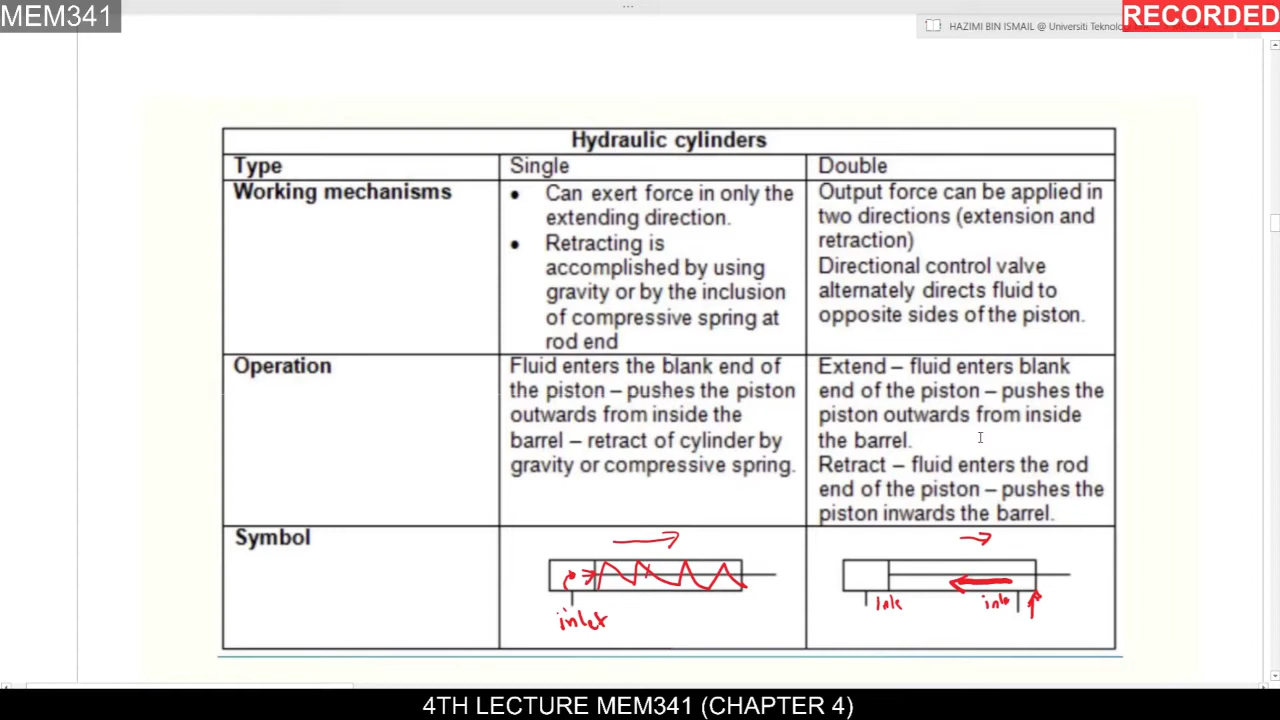 MEM341
HAZIMI BIN ISMAIL @ Universiti Teknolo
RECORDED
Hydraulic cylinders
Type
Single
Double
Working mechanisms
• Can exert force in only the
extending direction.
• Retracting is
accomplished by using
gravity or by the inclusion
of compressive spring at
rod end
Output force can be applied in
two directions (extension and
retraction)
Directional control valve
alternately directs fluid to
opposite sides of the piston.
Operation
Fluid enters the blank end of
the piston – pushes the piston
outwards from inside the
barrel – retract of cylinder by
gravity or compressive spring.
Extend – fluid enters blank
end of the piston – pushes the
piston outwards from inside
the barrel.
Retract – fluid enters the rod
end of the piston – pushes the
piston inwards the barrel.
Symbol
inlet
4TH LECTURE MEM341 (CHAPTER 4)